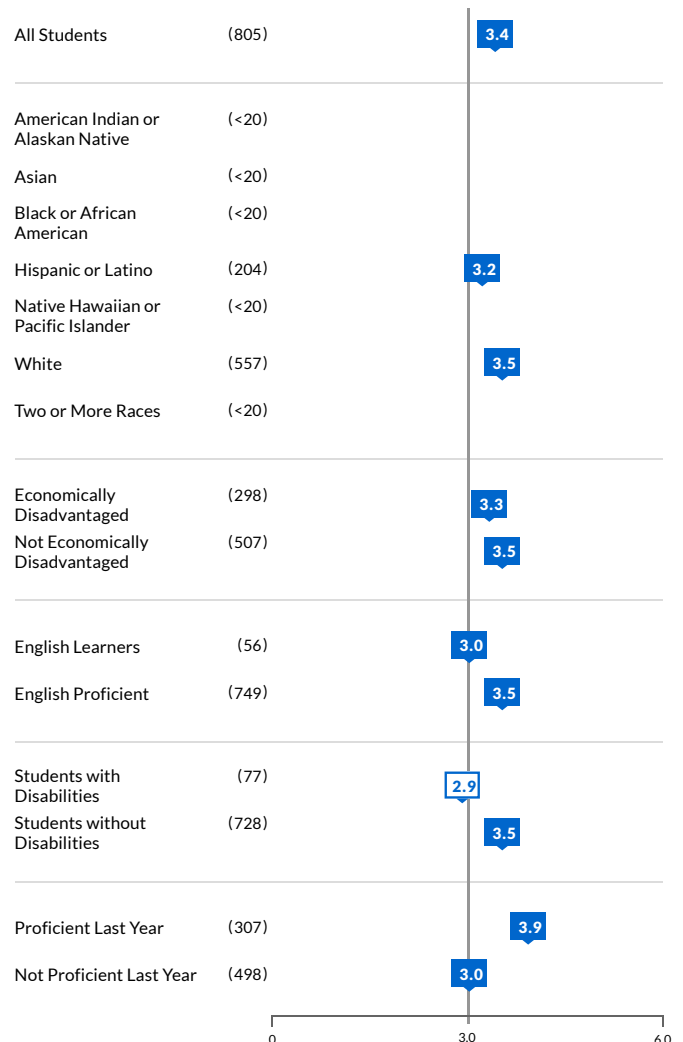 All Students (805) 3.4
American Indian or (<20)
Alaskan Native
Asian (<20)
Black or African (<20)
American
Hispanic or Latino (204) 3.2
Native Hawaiian or (<20)
Pacific Islander
White (557) 3.5
Two or More Races (<20)
Economically (298) 3.3
Disadvantaged
Not Economically (507) 3.5
Disadvantaged
English Learners (56) 3.0
English Proficient (749) 3.5
Students with (77) 2.9
Disabilities
Students without (728) 3.5
Disabilities
Proficient Last Year (307) 3.9
Not Proficient Last Year (498) 3.0
0 3.0 6.0